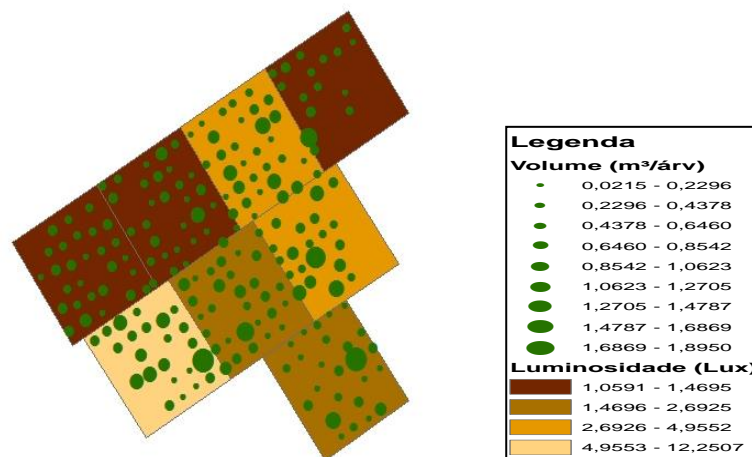 Legenda
Volume (m³/árv)
0,0215 - 0,2296
0,2296 - 0,4378
0,4378 - 0,6460
0,6460 - 0,8542
0,8542 - 1,0623
1,0623 - 1,2705
1,2705 - 1,4787
1,4787 - 1,6869
1,6869 - 1,8950
Luminosidade (Lux)
1,0591 - 1,4695
1,4696 - 2,6925
2,6926 - 4,9552
4,9553 - 12,2507